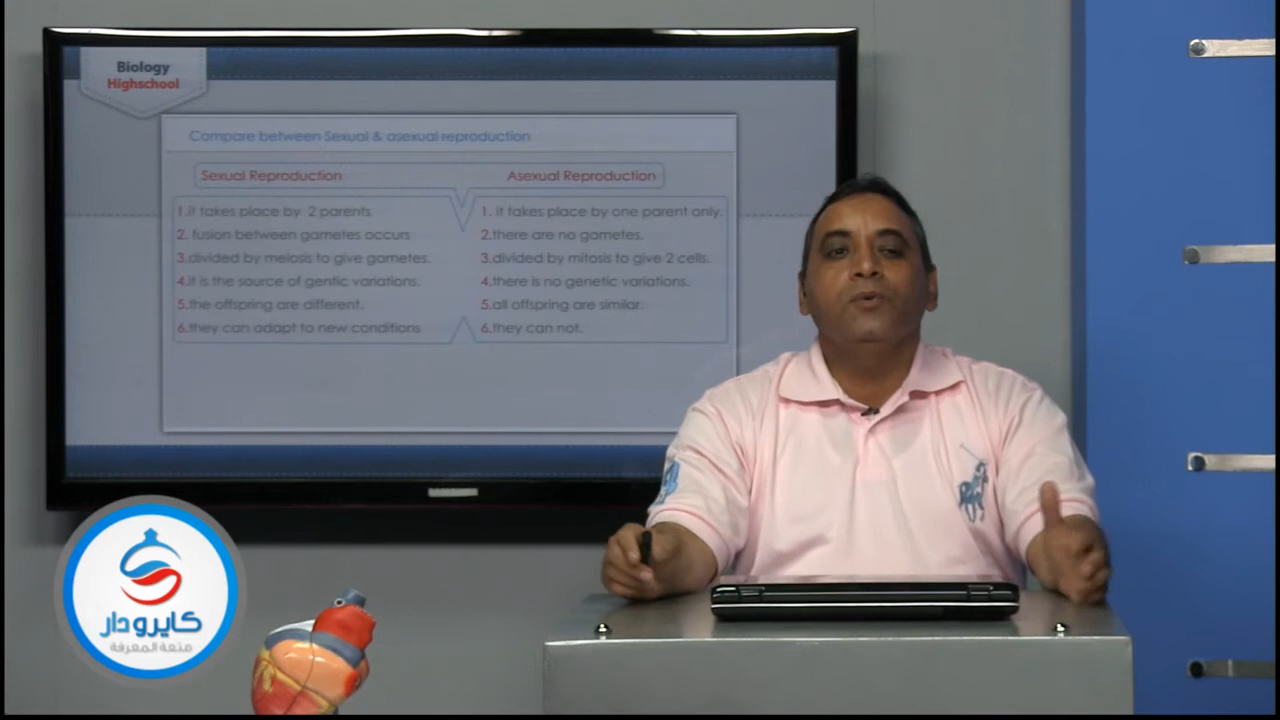 Biology
Highschool
Compare between Sexual & asexual reproduction
Sexual Reproduction
Asexual Reproduction
1.it takes place by 2 parents.
2. fusion between gametes occurs
3.divided by meiosis to give gametes.
4.it is the source of gentic variations.
5.the offspring are different.
6.they can adapt to new conditions
1. it takes place by one parent only.
2.there are no gametes.
3.divided by mitosis to give 2 cells.
4.there is no genetic variations.
5.all offspring are similar.
6.they can not.
SAMSUNG
كايرودار
متعة المعرفة